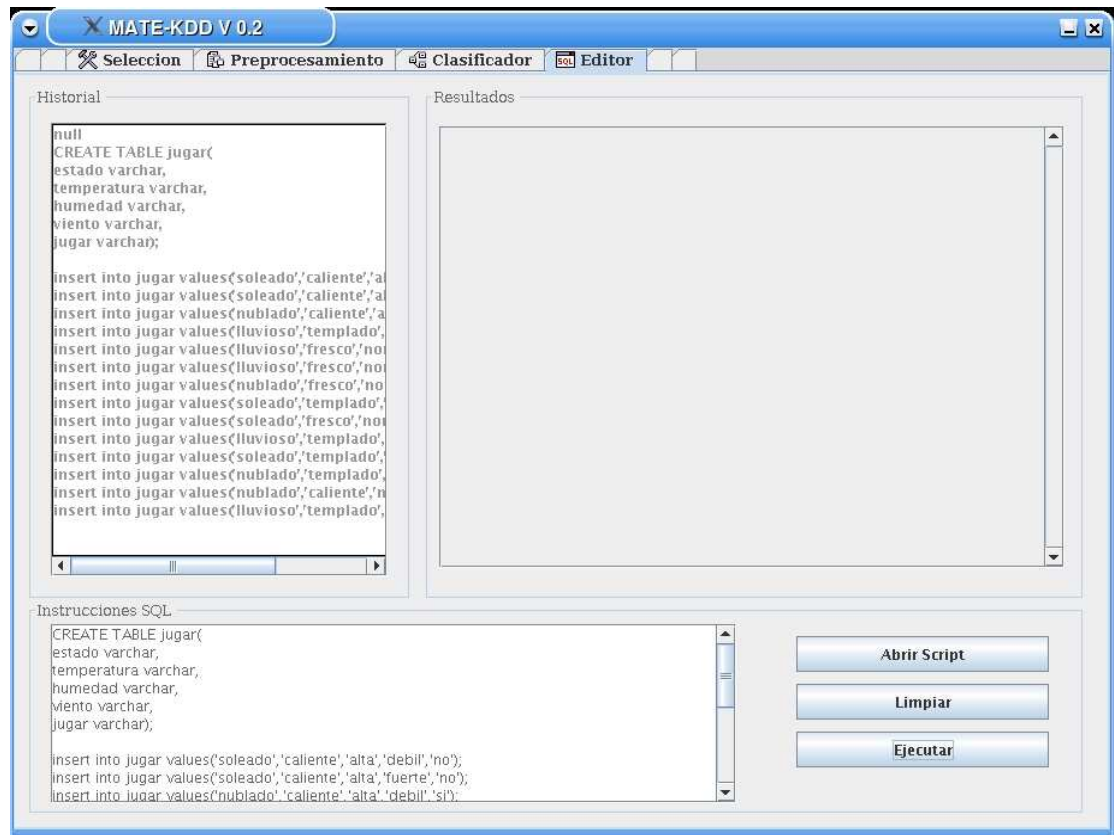 MATE-KDD V 0.2
Seleccion Preprocesamiento Clasificador SQL Editor
Historial
null
CREATE TABLE jugar(
estado varchar,
temperatura varchar,
humedad varchar,
viento varchar,
jugar varchar);
insert into jugar values('soleado','caliente','al
insert into jugar values('soleado','caliente','al
insert into jugar values('nublado','caliente','a
insert into jugar values('lluvioso','templado',
insert into jugar values('lluvioso','fresco','nor
insert into jugar values('lluvioso','fresco','nor
insert into jugar values('nublado','fresco','no
insert into jugar values('soleado','templado','
insert into jugar values('soleado','fresco','nor
insert into jugar values('lluvioso','templado',
insert into jugar values('soleado','templado','
insert into jugar values('nublado','templado',
insert into jugar values('nublado','caliente','n
insert into jugar values('lluvioso','templado',
Resultados
Instrucciones SQL
CREATE TABLE jugar(
estado varchar,
temperatura varchar,
humedad varchar,
viento varchar,
jugar varchar);
insert into jugar values('soleado','caliente','alta','debil','no');
insert into jugar values('soleado','caliente','alta','fuerte','no');
insert into jugar values('nublado','caliente','alta','debil','si');
Abrir Script
Limpiar
Ejecutar